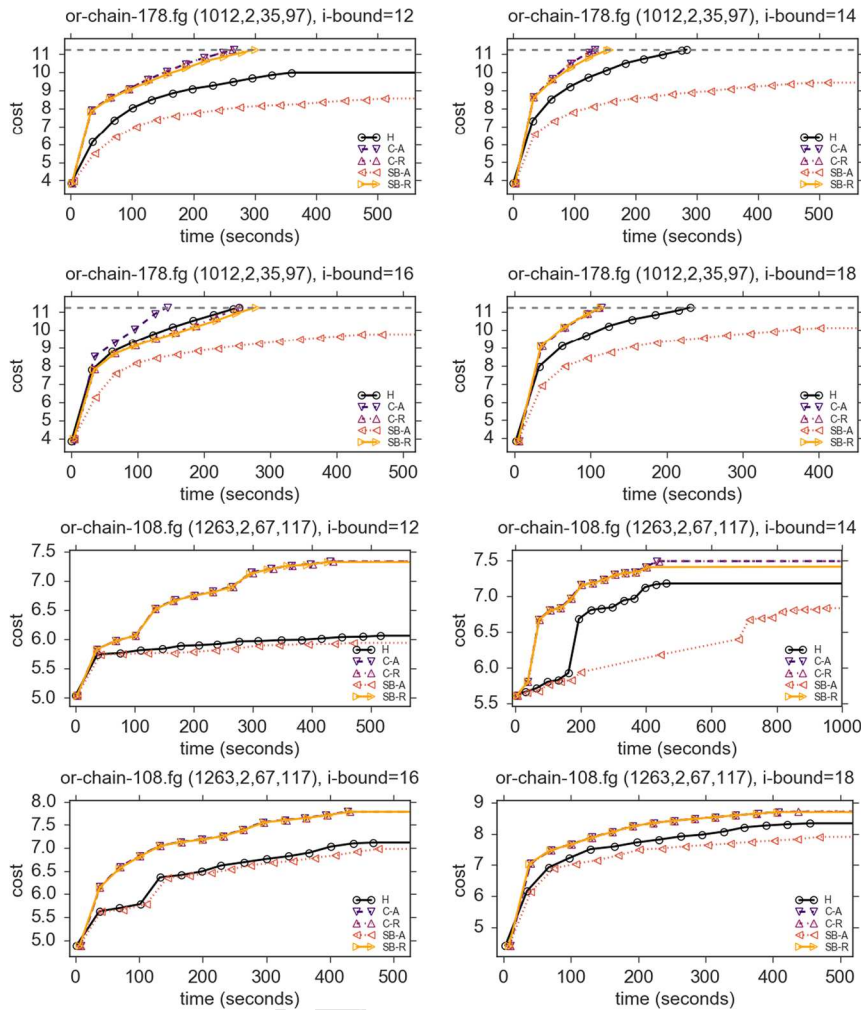 or-chain-178.fg (1012,2,35,97), i-bound=12
11
10
9
8
7
6
5
4
cost
H
C-A
C-R
SB-A
SB-R
0 100 200 300 400 500
time (seconds)
or-chain-178.fg (1012,2,35,97), i-bound=14
11
10
9
8
7
6
5
4
cost
H
C-A
C-R
SB-A
SB-R
0 100 200 300 400 500
time (seconds)
or-chain-178.fg (1012,2,35,97), i-bound=16
11
10
9
8
7
6
5
4
cost
H
C-A
C-R
SB-A
SB-R
0 100 200 300 400 500
time (seconds)
or-chain-178.fg (1012,2,35,97), i-bound=18
11
10
9
8
7
6
5
4
cost
H
C-A
C-R
SB-A
SB-R
0 100 200 300 400
time (seconds)
or-chain-108.fg (1263,2,67,117), i-bound=12
7.5
7.0
6.5
6.0
5.5
5.0
cost
H
C-A
C-R
SB-A
SB-R
0 100 200 300 400 500
time (seconds)
or-chain-108.fg (1263,2,67,117), i-bound=14
7.5
7.0
6.5
6.0
5.5
cost
H
C-A
C-R
SB-A
SB-R
0 200 400 600 800 1000
time (seconds)
or-chain-108.fg (1263,2,67,117), i-bound=16
8.0
7.5
7.0
6.5
6.0
5.5
5.0
cost
H
C-A
C-R
SB-A
SB-R
0 100 200 300 400 500
time (seconds)
or-chain-108.fg (1263,2,67,117), i-bound=18
9
8
7
6
5
cost
H
C-A
C-R
SB-A
SB-R
0 100 200 300 400 500
time (seconds)